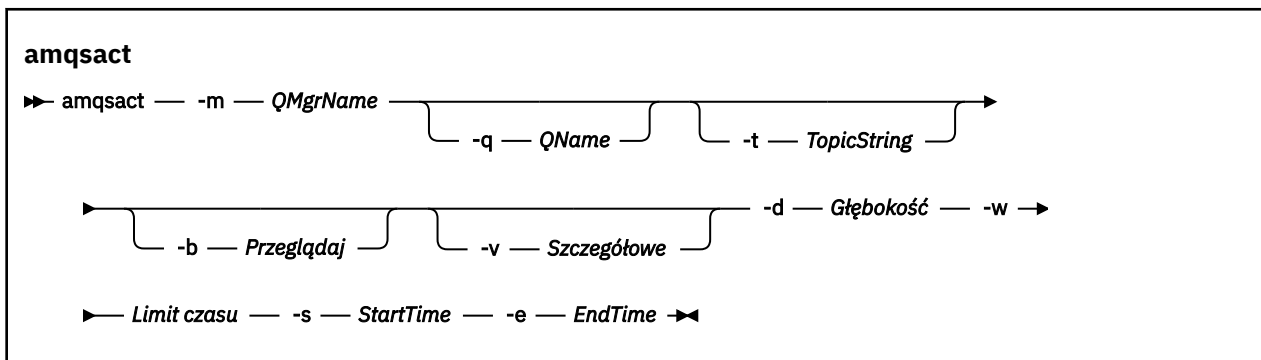 amqsact
amqsact -m QMgrName
-q QName -t TopicString
-d Głębokość -w
-b Przeglądaj -v Szczegółowe
Limit czasu -s StartTime -e EndTime